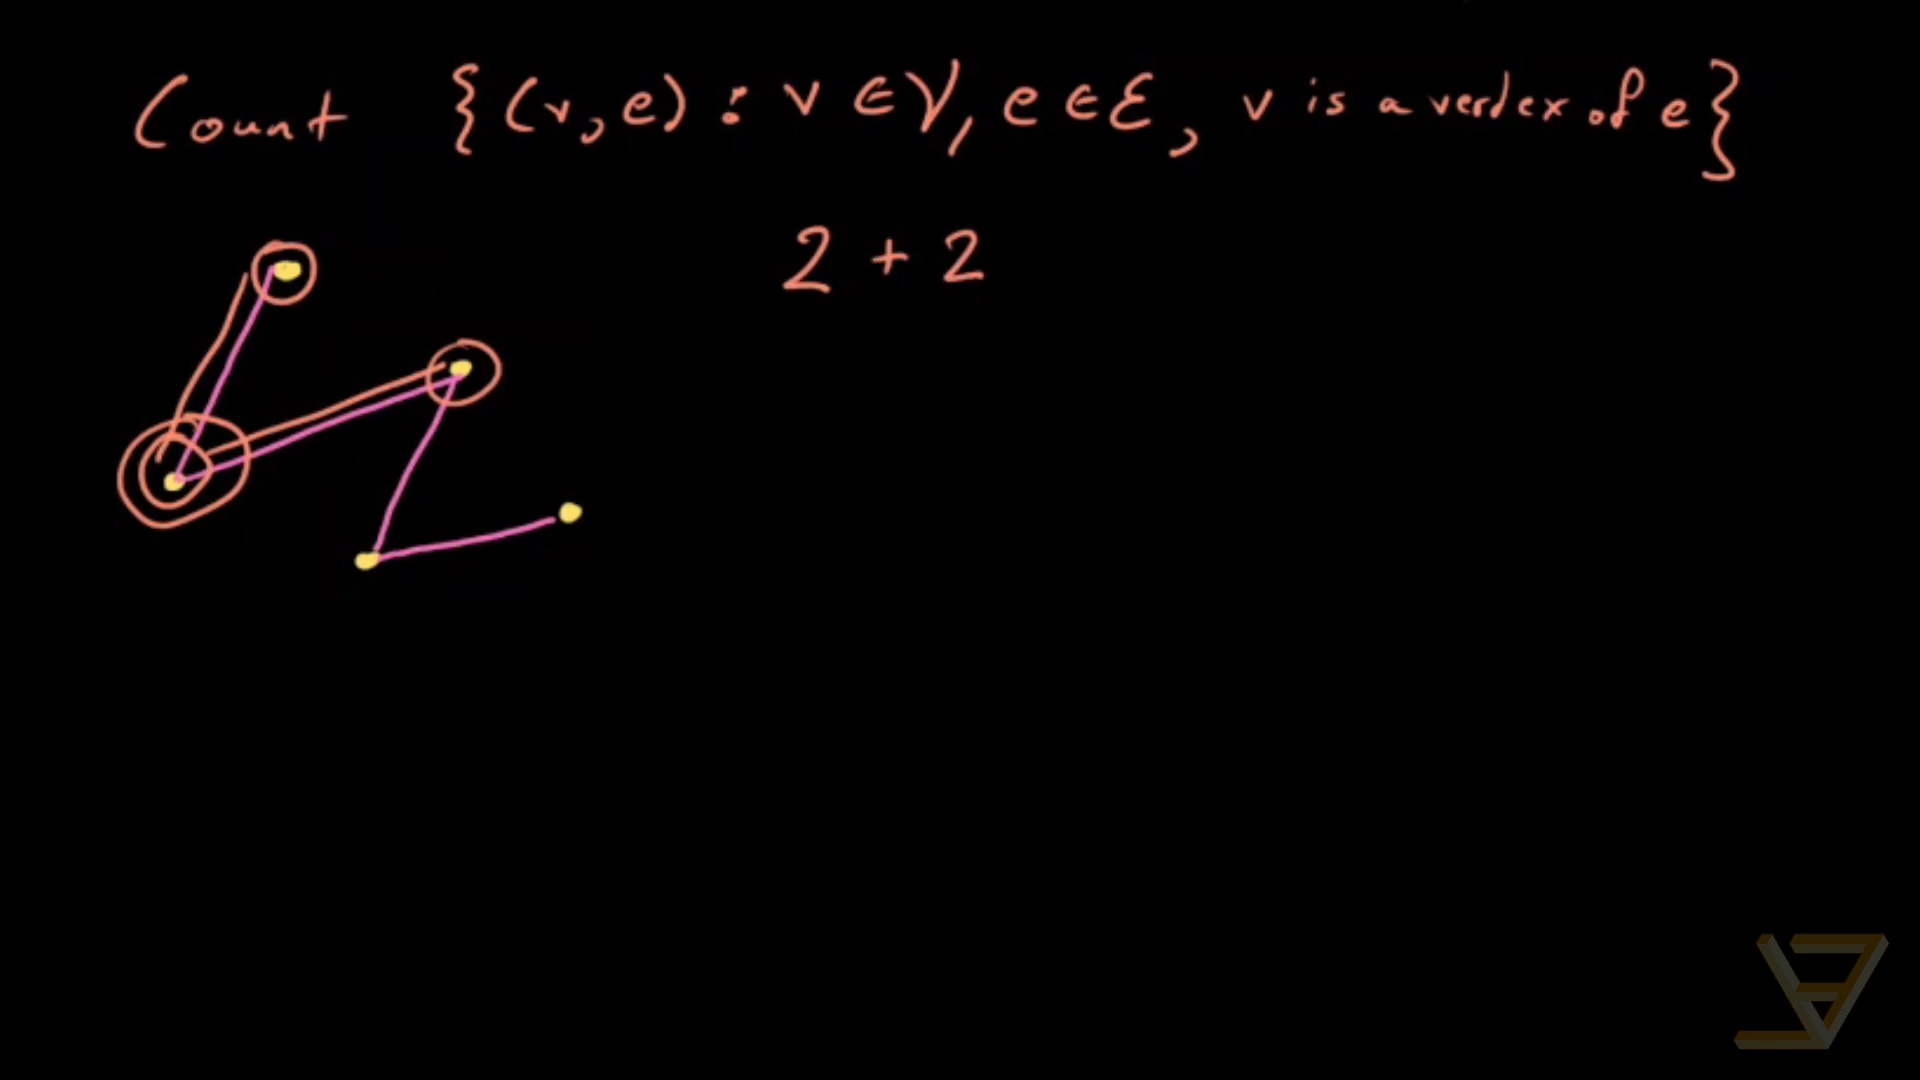 Count {(v, e) : v ∈ V, e ∈ Ɛ, v is a vertex of e}
2 + 2